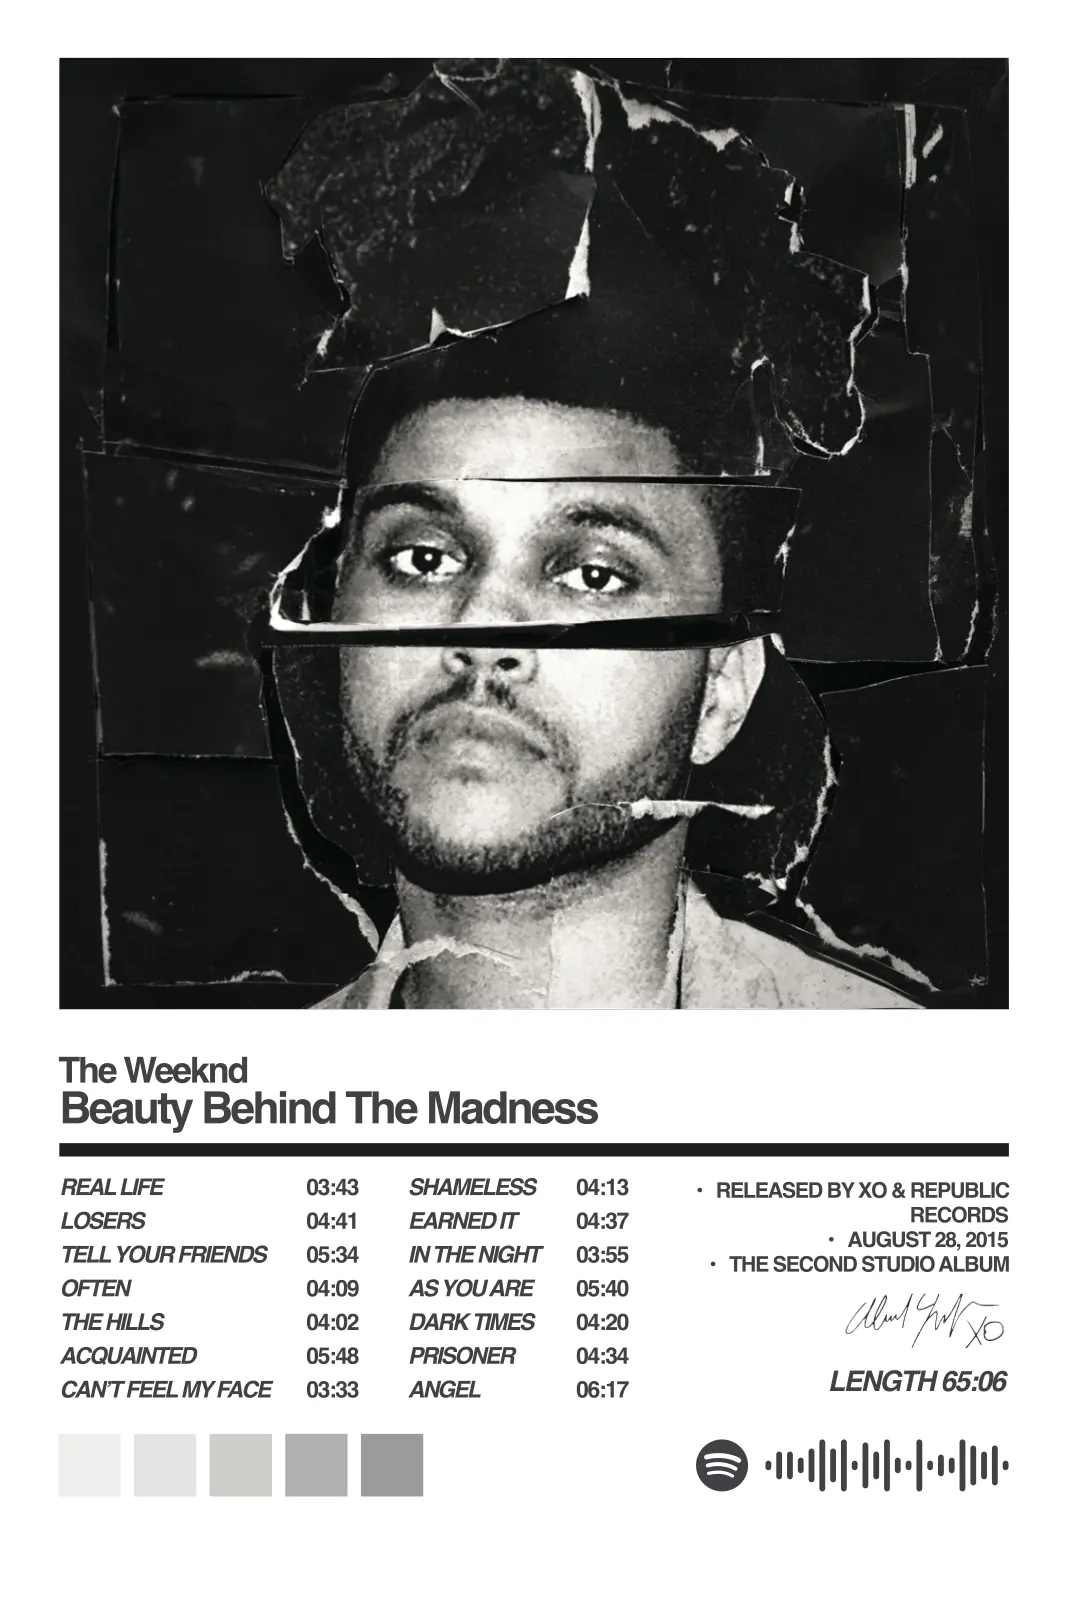 The Weeknd
Beauty Behind The Madness
REAL LIFE 03:43
LOSERS 04:41
TELL YOUR FRIENDS 05:34
OFTEN 04:09
THE HILLS 04:02
ACQUAINTED 05:48
CAN'T FEEL MY FACE 03:33
SHAMELESS 04:13
EARNED IT 04:37
IN THE NIGHT 03:55
AS YOU ARE 05:40
DARK TIMES 04:20
PRISONER 04:34
ANGEL 06:17
• RELEASED BY XO & REPUBLIC
RECORDS
• AUGUST 28, 2015
• THE SECOND STUDIO ALBUM
XO
LENGTH 65:06